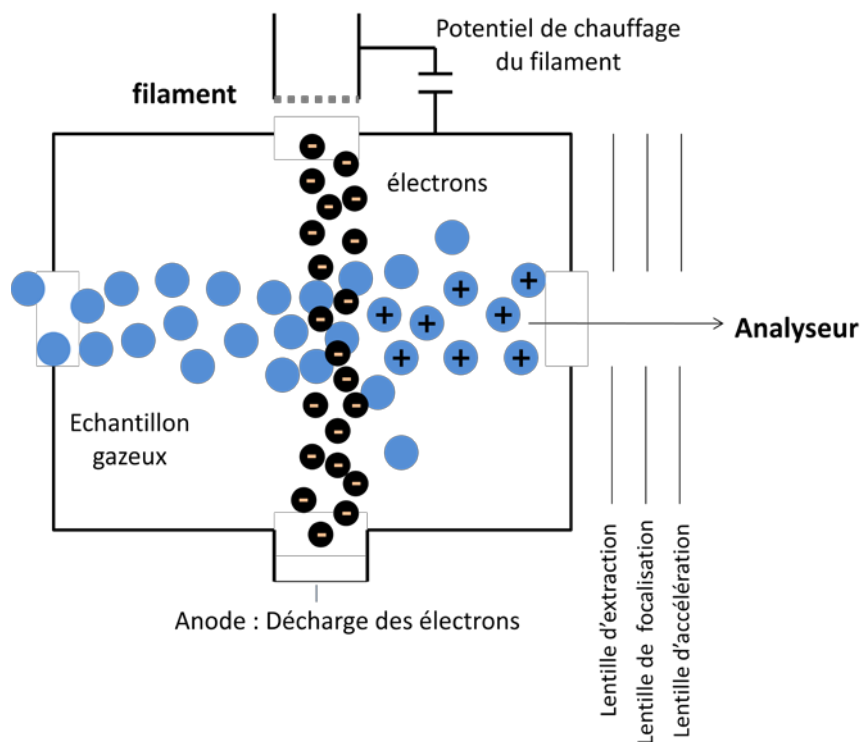 Potentiel de chauffage
du filament
filament
électrons
Analyseur
Echantillon
gazeux
Anode : Décharge des électrons
Lentille d'extraction
Lentille de focalisation
Lentille d'accélération